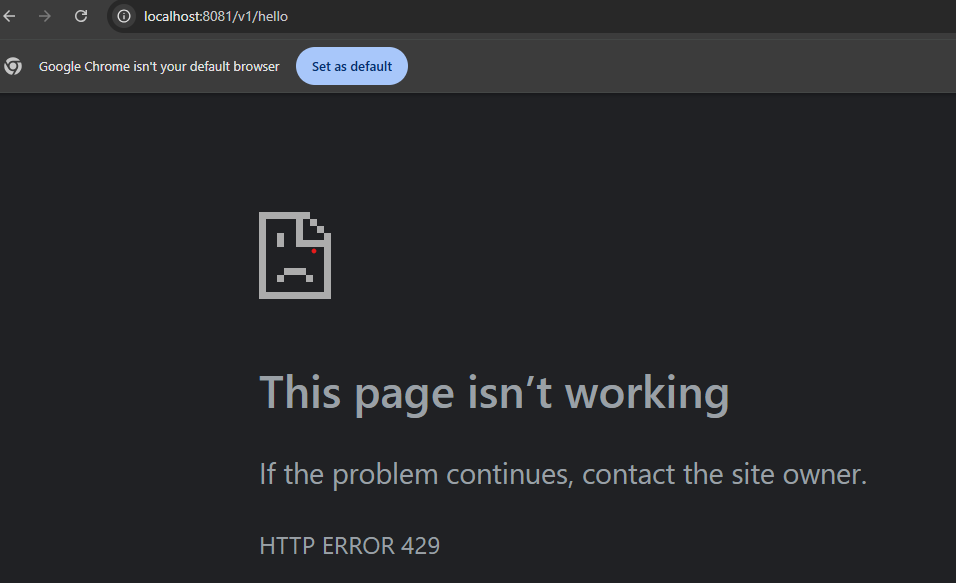 localhost:8081/v1/hello
Google Chrome isn't your default browser Set as default
This page isn’t working
If the problem continues, contact the site owner.
HTTP ERROR 429